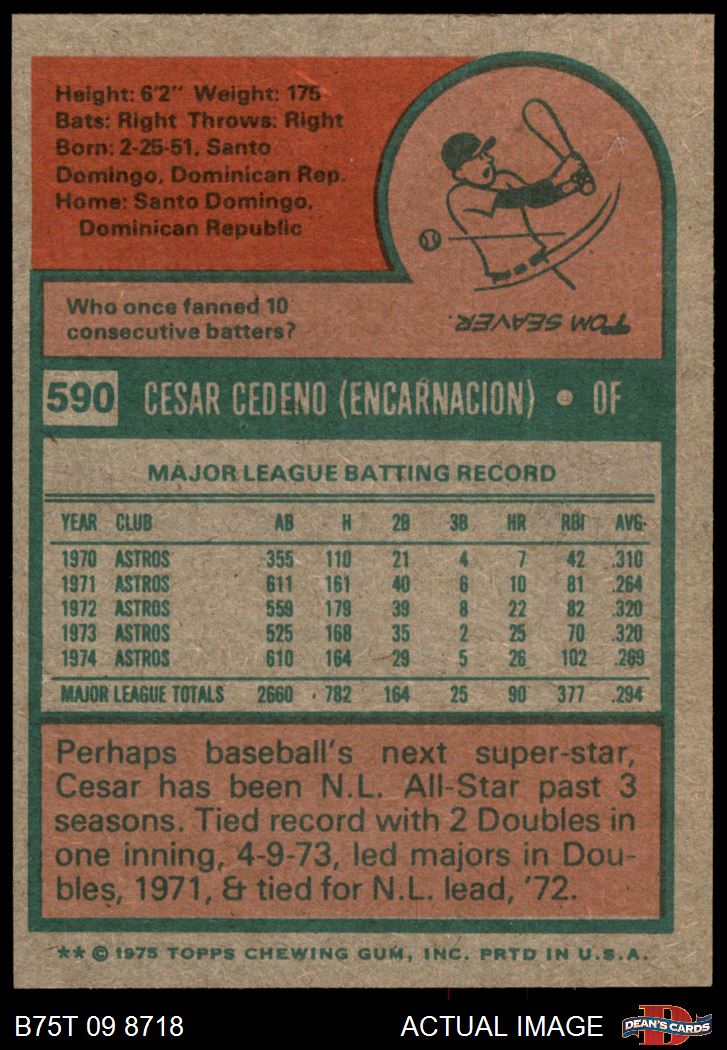 Height: 6'2" Weight: 175
Bats: Right Throws: Right
Born: 2-25-51, Santo
Domingo, Dominican Rep.
Home: Santo Domingo,
Dominican Republic
Who once fanned 10
consecutive batters?
TOM SEAVER.
590 CESAR CEDENO (ENCARNACION) • OF
MAJOR LEAGUE BATTING RECORD
YEAR CLUB AB H 2B 3B HR RBI AVG.
1970 ASTROS 355 110 21 4 7 42 .310
1971 ASTROS 611 161 40 6 10 81 .264
1972 ASTROS 559 179 39 8 22 82 .320
1973 ASTROS 525 168 35 2 25 70 .320
1974 ASTROS 610 164 29 5 26 102 .269
MAJOR LEAGUE TOTALS 2660 782 164 25 90 377 .294
Perhaps baseball's next super-star,
Cesar has been N.L. All-Star past 3
seasons. Tied record with 2 Doubles in
one inning, 4-9-73, led majors in Dou-
bles, 1971, & tied for N.L. lead, '72.
** © 1975 TOPPS CHEWING GUM, INC. PRTD IN U.S.A.
B75T 09 8718 ACTUAL IMAGE D DEAN'S CARDS